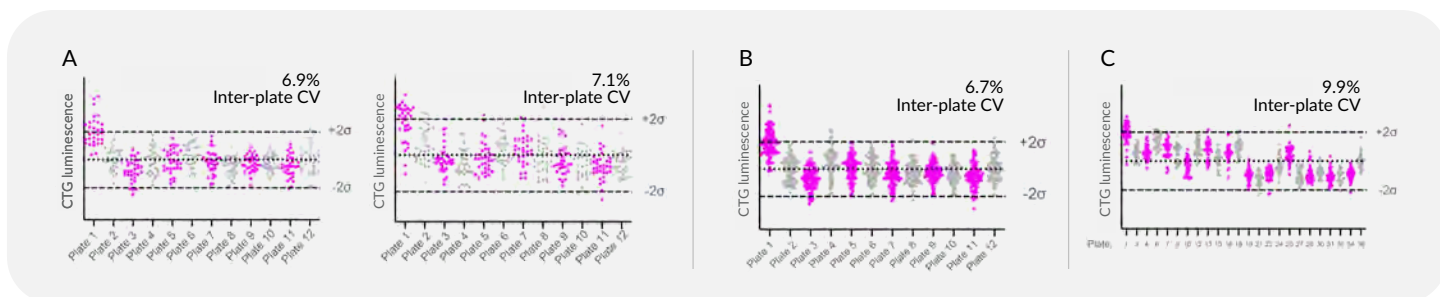 A
6.9%
Inter-plate CV
CTG luminescence
+2σ
-2σ
Plate 1
Plate 2
Plate 3
Plate 4
Plate 5
Plate 6
Plate 7
Plate 8
Plate 9
Plate 10
Plate 11
Plate 12
7.1%
Inter-plate CV
CTG luminescence
+2σ
-2σ
Plate 1
Plate 2
Plate 3
Plate 4
Plate 5
Plate 6
Plate 7
Plate 8
Plate 9
Plate 10
Plate 11
Plate 12
B
6.7%
Inter-plate CV
CTG luminescence
+2σ
-2σ
Plate 1
Plate 2
Plate 3
Plate 4
Plate 5
Plate 6
Plate 7
Plate 8
Plate 9
Plate 10
Plate 11
Plate 12
C
9.9%
Inter-plate CV
CTG luminescence
+2σ
-2σ
Plate